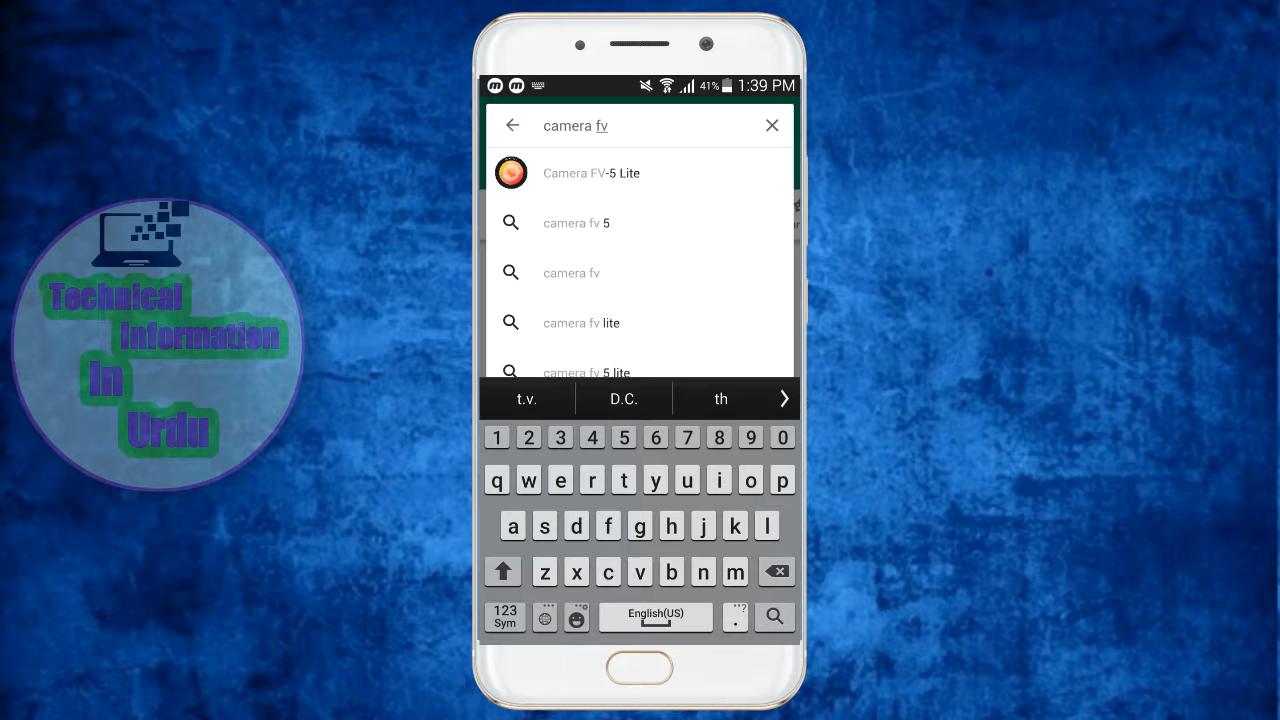 Technical
Information
In
Urdu
41% 1:39 PM
camera fv
Camera FV-5 Lite
camera fv 5
camera fv
camera fv lite
camera fv 5 lite
t.v. D.C. th
1 2 3 4 5 6 7 8 9 0
q w e r t y u i o p
a s d f g h j k l
z x c v b n m
123
Sym
English(US)
. ?